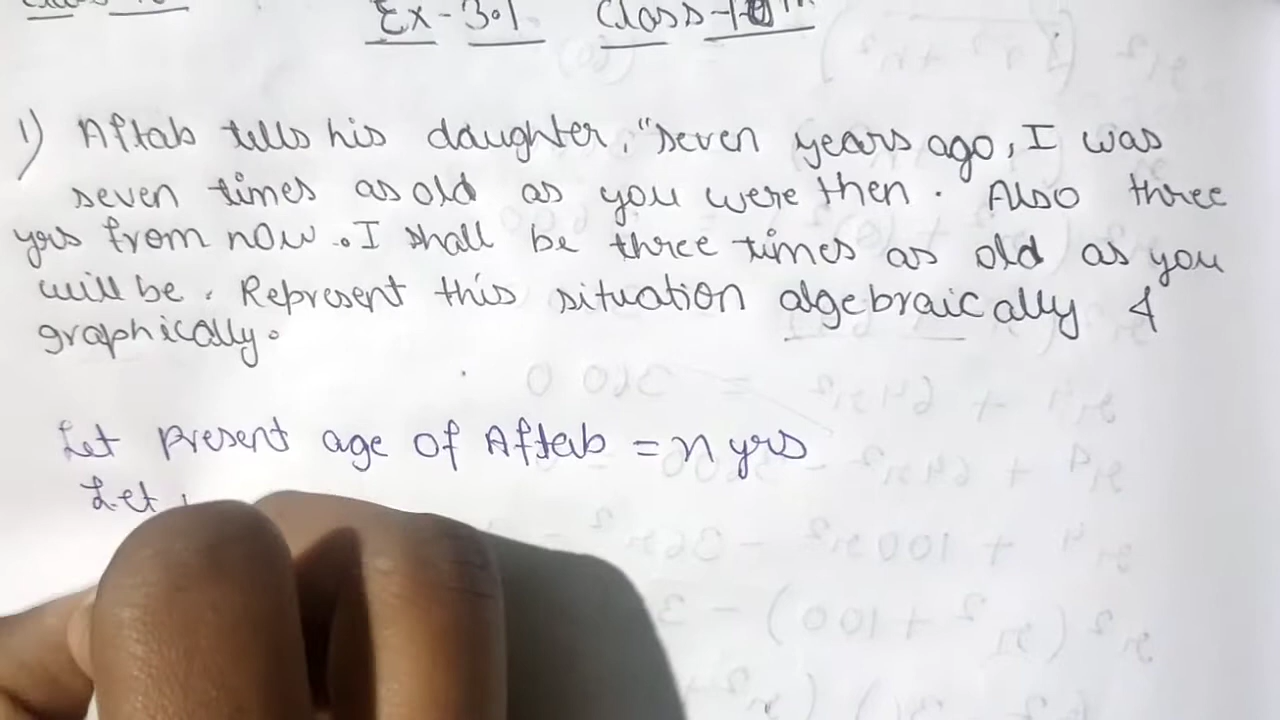 Ex-3.1 Class-10th
1) Aftab tells his daughter, "seven years ago, I was
seven times as old as you were then. Also three
yrs from now. I shall be three times as old as you
will be. Represent this situation algebraically &
graphically.
Let present age of Aftab = x yrs
Let